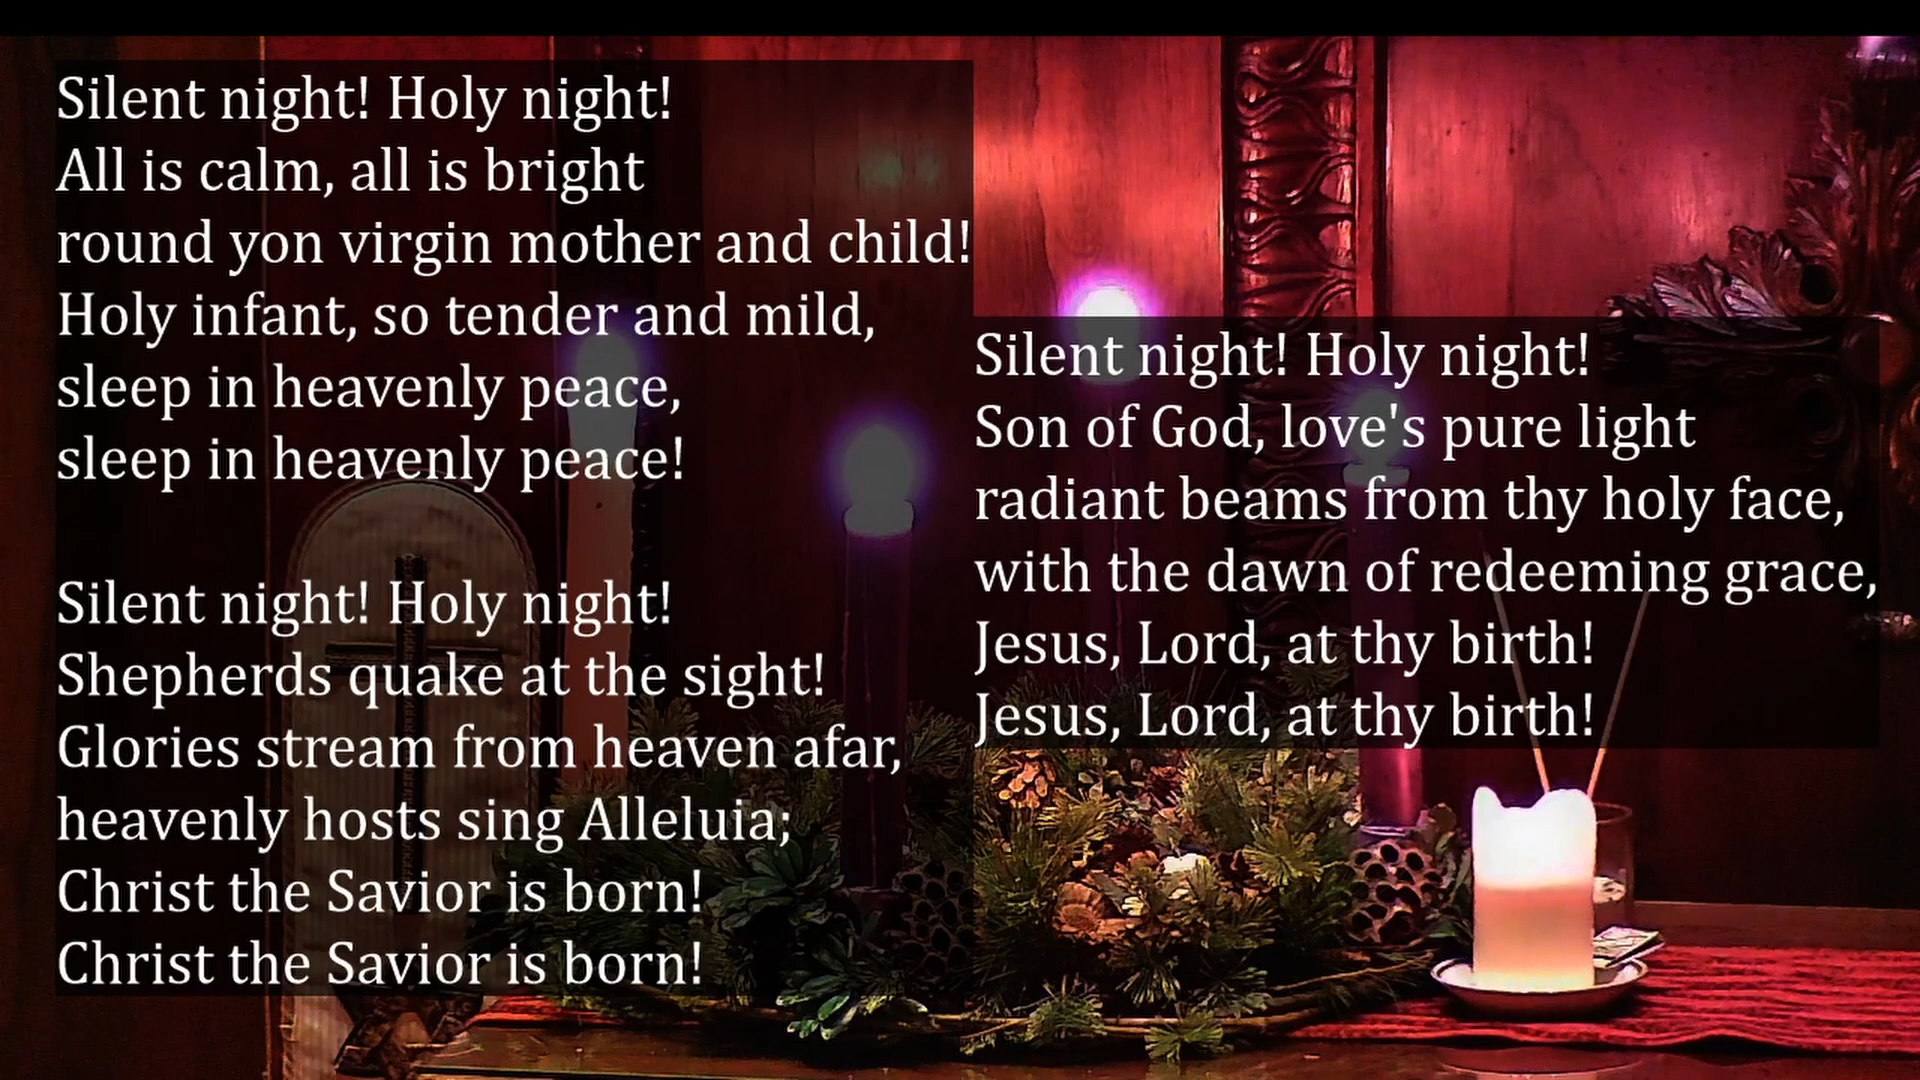 Silent night! Holy night!
All is calm, all is bright
round yon virgin mother and child!
Holy infant, so tender and mild,
sleep in heavenly peace,
sleep in heavenly peace!
Silent night! Holy night!
Shepherds quake at the sight!
Glories stream from heaven afar,
heavenly hosts sing Alleluia;
Christ the Savior is born!
Christ the Savior is born!
Silent night! Holy night!
Son of God, love's pure light
radiant beams from thy holy face,
with the dawn of redeeming grace,
Jesus, Lord, at thy birth!
Jesus, Lord, at thy birth!